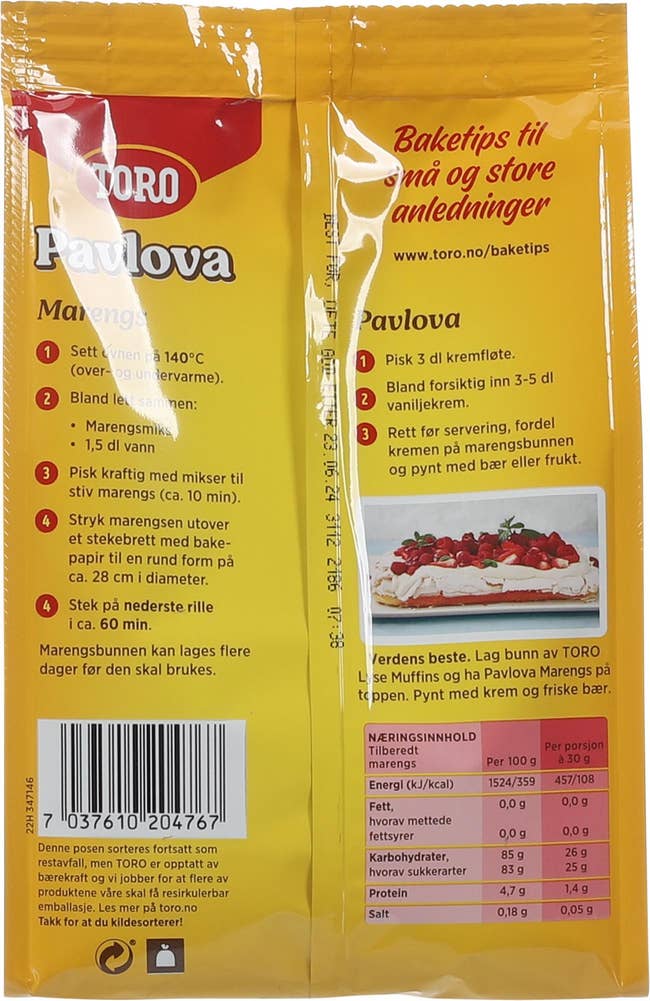 TORO
Pavlova
Marengs
1 Sett ovnen på 140°C
(over- og undervarme).
2 Bland lett sammen:
• Marengsmiks
• 1,5 dl vann
3 Pisk kraftig med mikser til
stiv marengs (ca. 10 min).
4 Stryk marengsen utover
et stekebrett med bake-
papir til en rund form på
ca. 28 cm i diameter.
4 Stek på nederste rille
i ca. 60 min.
Marengsbunnen kan lages flere
dager før den skal brukes.
22H 347146
7 037610 204767
Denne posen sorteres fortsatt som
restavfall, men TORO er opptatt av
bærekraft og vi jobber for at flere av
produktene våre skal få resirkulerbar
emballasje. Les mer på toro.no
Takk for at du kildesorterer!
BEST FØR, DETE GOD ETTER 23.06.24 3112 2186 07:38
Baketips til
små og store
anledninger
www.toro.no/baketips
Pavlova
1 Pisk 3 dl kremfløte.
2 Bland forsiktig inn 3-5 dl
vaniljekrem.
3 Rett før servering, fordel
kremen på marengsbunnen
og pynt med bær eller frukt.
Verdens beste. Lag bunn av TORO
Lyse Muffins og ha Pavlova Marengs på
toppen. Pynt med krem og friske bær.
NÆRINGSINNHOLD
Tilberedt
marengs Per 100 g Per porsjon
à 30 g
Energi (kJ/kcal) 1524/359 457/108
Fett, 0,0 g 0,0 g
hvorav mettede
fettsyrer 0,0 g 0,0 g
Karbohydrater, 85 g 26 g
hvorav sukkerarter 83 g 25 g
Protein 4,7 g 1,4 g
Salt 0,18 g 0,05 g